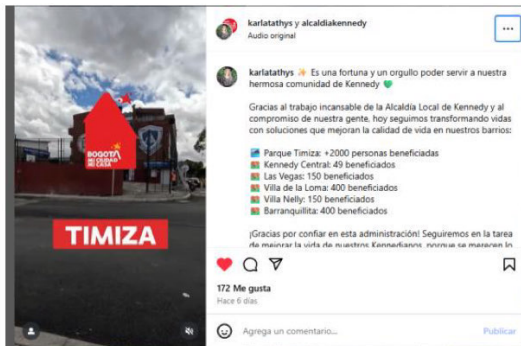 BOGOTÁ
MI CIUDAD
MI CASA
TIMIZA
karlatathys y alcaldiakennedy
Audio original
karlatathys ✨ Es una fortuna y un orgullo poder servir a nuestra
hermosa comunidad de Kennedy 💚
Gracias al trabajo incansable de la Alcaldía Local de Kennedy y al
compromiso de nuestra gente, hoy seguimos transformando vidas
con soluciones que mejoran la calidad de vida en nuestros barrios:
Parque Timiza: +2000 personas beneficiadas
Kennedy Central: 49 beneficiados
Las Vegas: 150 beneficiados
Villa de la Loma: 400 beneficiados
Villa Nelly: 150 beneficiados
Barranquillita: 400 beneficiados
¡Gracias por confiar en esta administración! Seguiremos en la tarea
de mejorar la vida de nuestros Kennedianos, porque se merecen lo
172 Me gusta
Hace 6 días
Agrega un comentario...
Publicar